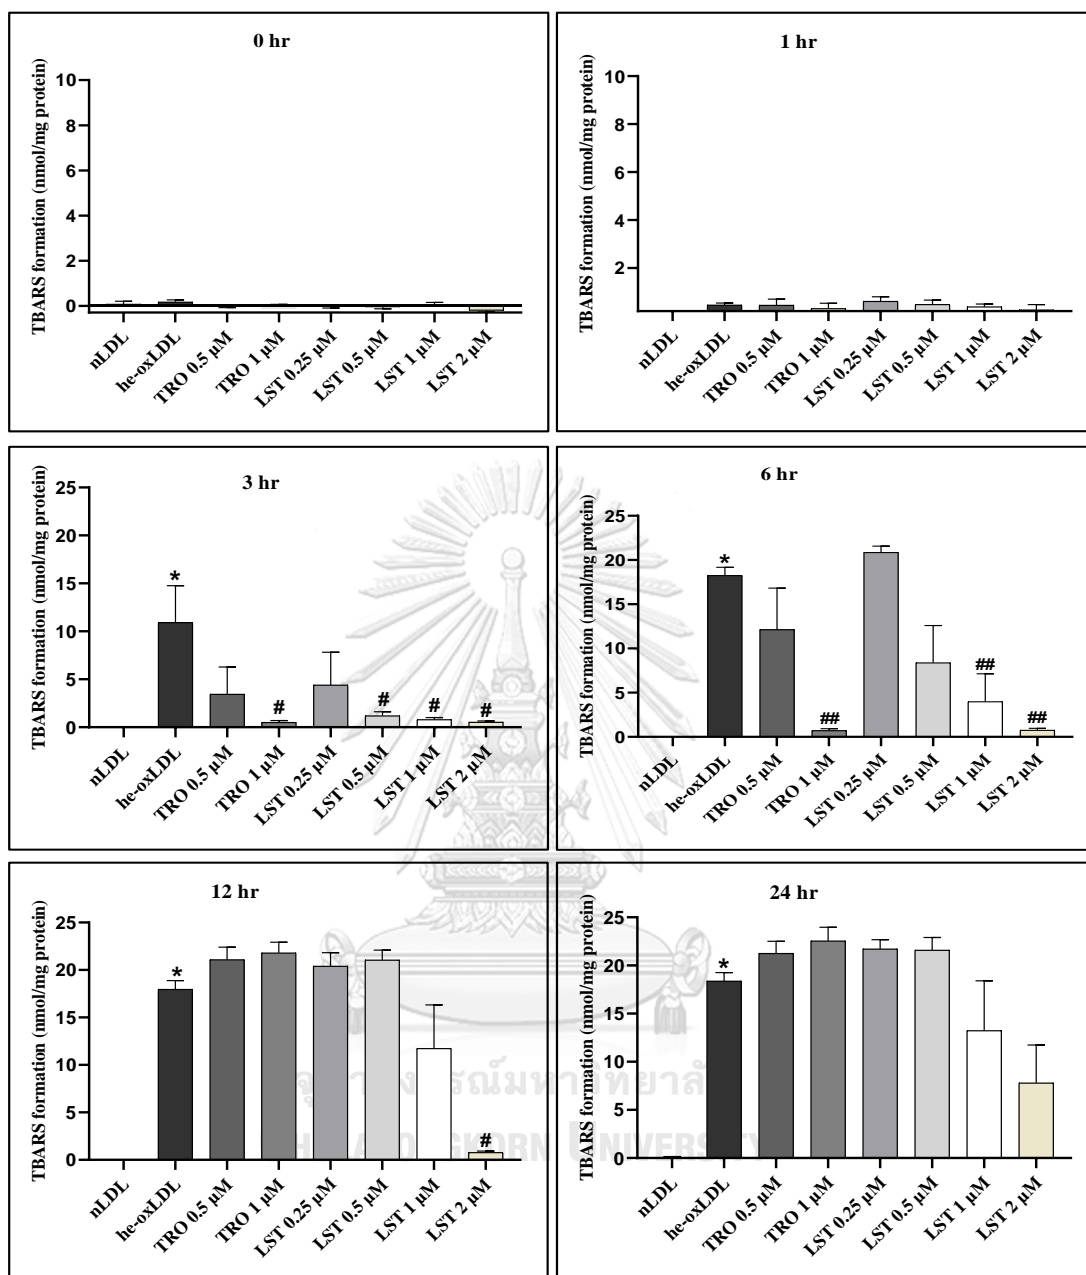 0 hr
TBARS formation (nmol/mg protein)
10
8
6
4
2
0
nLDL
he-oxLDL
TRO 0.5 μM
TRO 1 μM
LST 0.25 μM
LST 0.5 μM
LST 1 μM
LST 2 μM
1 hr
TBARS formation (nmol/mg protein)
10
8
6
4
2
nLDL
he-oxLDL
TRO 0.5 μM
TRO 1 μM
LST 0.25 μM
LST 0.5 μM
LST 1 μM
LST 2 μM
3 hr
TBARS formation (nmol/mg protein)
25
20
15
10
5
0
*
#
#
#
#
nLDL
he-oxLDL
TRO 0.5 μM
TRO 1 μM
LST 0.25 μM
LST 0.5 μM
LST 1 μM
LST 2 μM
6 hr
TBARS formation (nmol/mg protein)
25
20
15
10
5
0
*
##
##
##
nLDL
he-oxLDL
TRO 0.5 μM
TRO 1 μM
LST 0.25 μM
LST 0.5 μM
LST 1 μM
LST 2 μM
12 hr
TBARS formation (nmol/mg protein)
25
20
15
10
5
0
*
#
nLDL
he-oxLDL
TRO 0.5 μM
TRO 1 μM
LST 0.25 μM
LST 0.5 μM
LST 1 μM
LST 2 μM
24 hr
TBARS formation (nmol/mg protein)
25
20
15
10
5
0
*
nLDL
he-oxLDL
TRO 0.5 μM
TRO 1 μM
LST 0.25 μM
LST 0.5 μM
LST 1 μM
LST 2 μM
UNIVERSITY